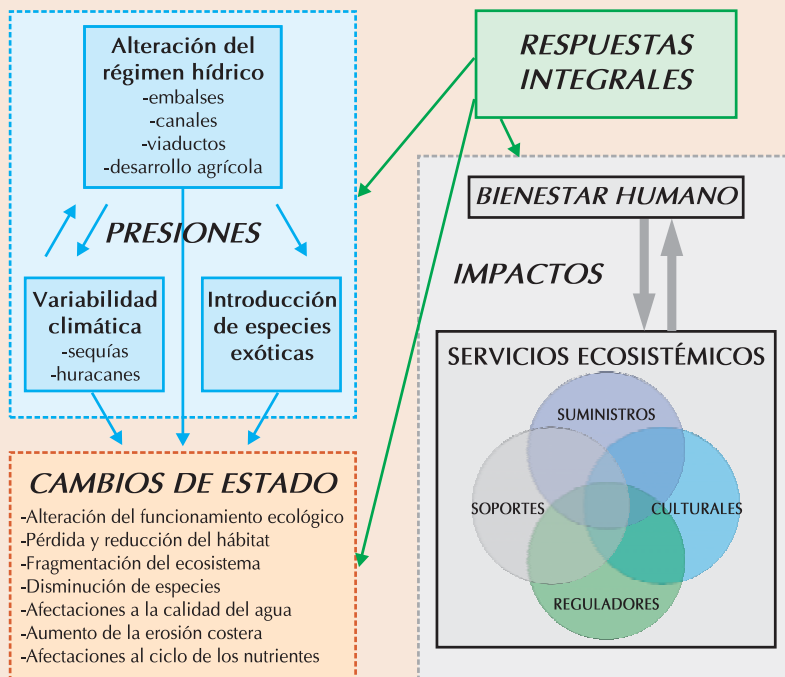 Alteración del
régimen hídrico
-embalses
-canales
-viaductos
-desarrollo agrícola
PRESIONES
Variabilidad
climática
-sequías
-huracanes
Introducción
de especies
exóticas
CAMBIOS DE ESTADO
-Alteración del funcionamiento ecológico
-Pérdida y reducción del hábitat
-Fragmentación del ecosistema
-Disminución de especies
-Afectaciones a la calidad del agua
-Aumento de la erosión costera
-Afectaciones al ciclo de los nutrientes
RESPUESTAS
INTEGRALES
BIENESTAR HUMANO
IMPACTOS
SERVICIOS ECOSISTÉMICOS
SUMINISTROS
SOPORTES
CULTURALES
REGULADORES